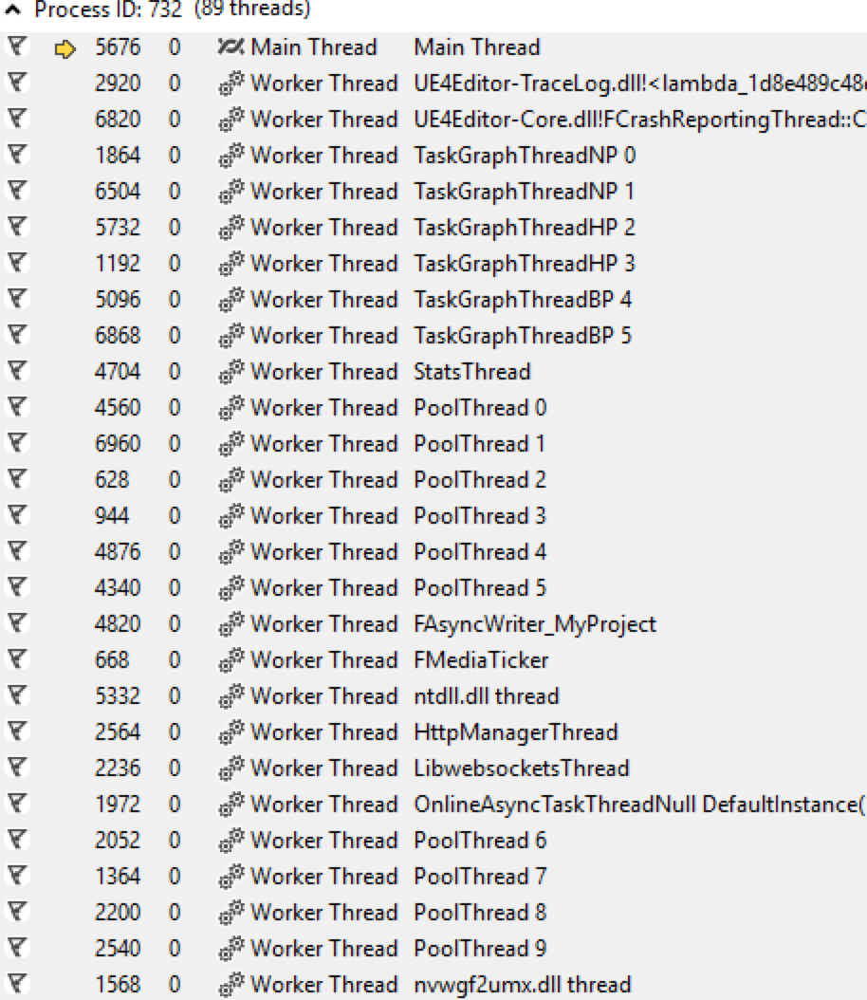 Process ID: 732 (89 threads)
5676 0 Main Thread Main Thread
2920 0 Worker Thread UE4Editor-TraceLog.dll!<lambda_1d8e489c48
6820 0 Worker Thread UE4Editor-Core.dll!FCrashReportingThread::C
1864 0 Worker Thread TaskGraphThreadNP 0
6504 0 Worker Thread TaskGraphThreadNP 1
5732 0 Worker Thread TaskGraphThreadHP 2
1192 0 Worker Thread TaskGraphThreadHP 3
5096 0 Worker Thread TaskGraphThreadBP 4
6868 0 Worker Thread TaskGraphThreadBP 5
4704 0 Worker Thread StatsThread
4560 0 Worker Thread PoolThread 0
6960 0 Worker Thread PoolThread 1
628 0 Worker Thread PoolThread 2
944 0 Worker Thread PoolThread 3
4876 0 Worker Thread PoolThread 4
4340 0 Worker Thread PoolThread 5
4820 0 Worker Thread FAsyncWriter_MyProject
668 0 Worker Thread FMediaTicker
5332 0 Worker Thread ntdll.dll thread
2564 0 Worker Thread HttpManagerThread
2236 0 Worker Thread LibwebsocketsThread
1972 0 Worker Thread OnlineAsyncTaskThreadNull DefaultInstance(
2052 0 Worker Thread PoolThread 6
1364 0 Worker Thread PoolThread 7
2200 0 Worker Thread PoolThread 8
2540 0 Worker Thread PoolThread 9
1568 0 Worker Thread nvwgf2umx.dll thread